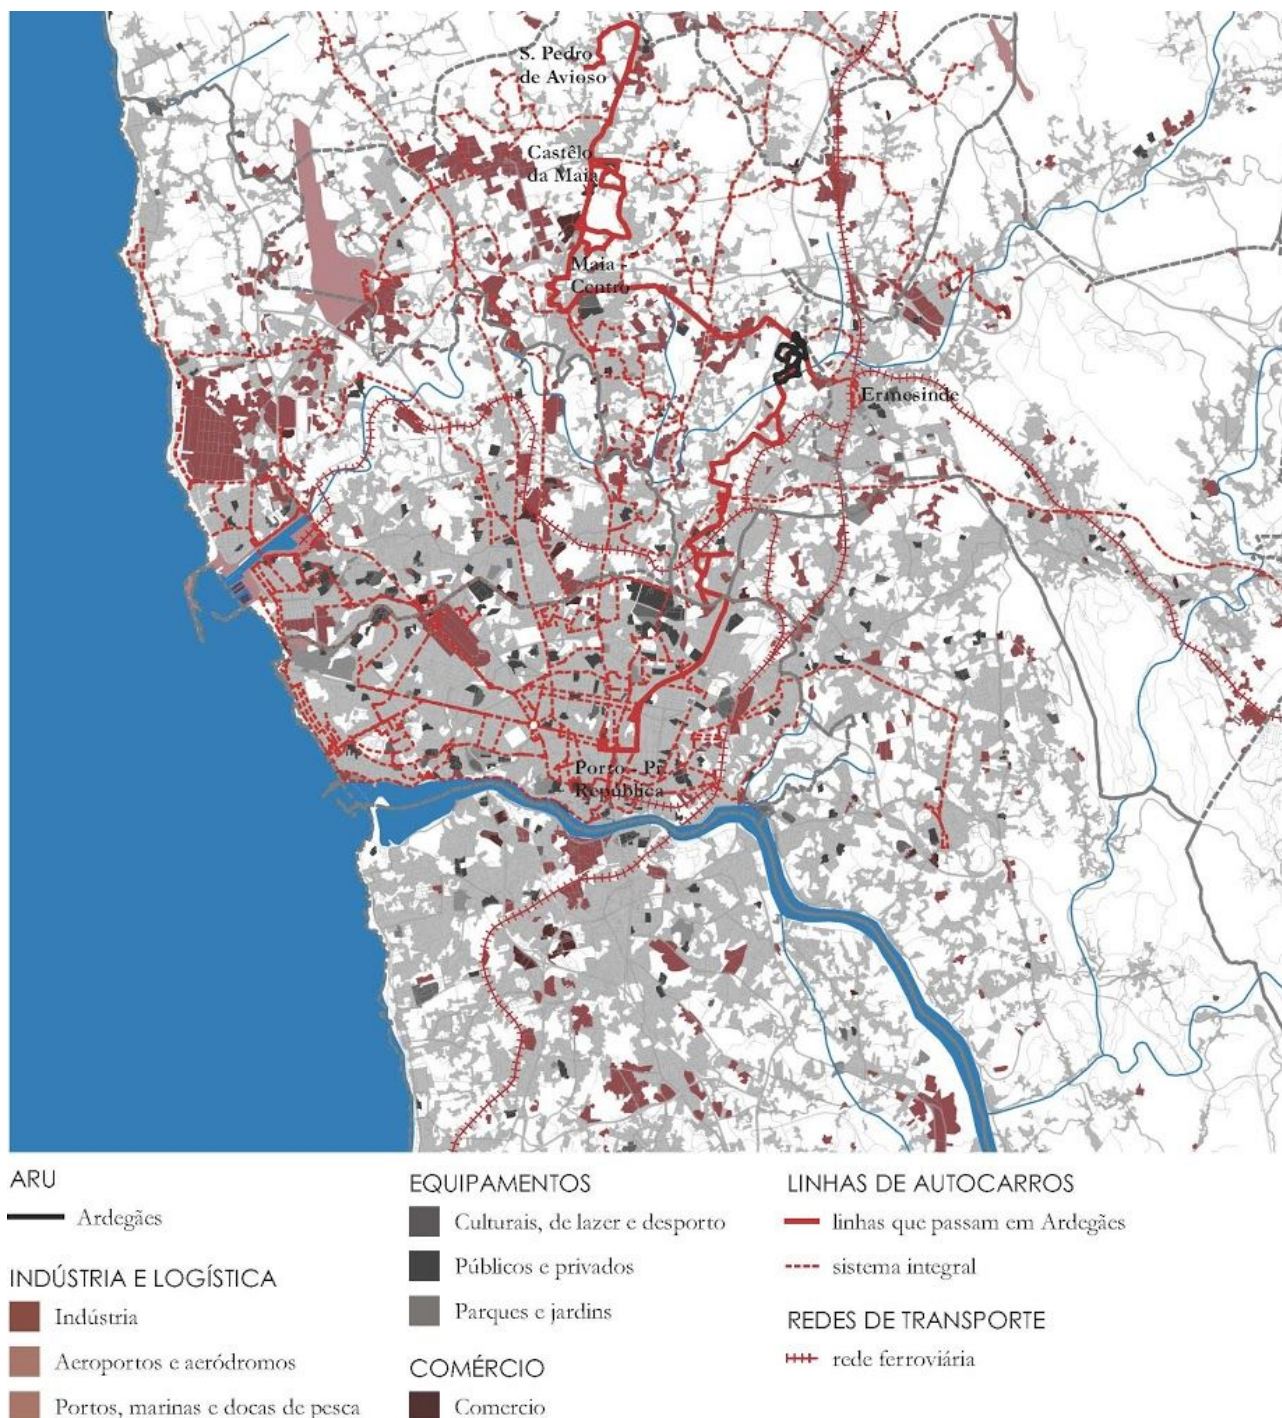 S. Pedro
de Avioso
Castêlo
da Maia
Maia -
Centro
Ermesinde
Porto - Pr.
República
ARU
Ardegães
INDÚSTRIA E LOGÍSTICA
Indústria
Aeroportos e aeródromos
Portos, marinas e docas de pesca
EQUIPAMENTOS
Culturais, de lazer e desporto
Públicos e privados
Parques e jardins
COMÉRCIO
Comercio
LINHAS DE AUTOCARROS
linhas que passam em Ardegães
sistema integral
REDES DE TRANSPORTE
rede ferroviária